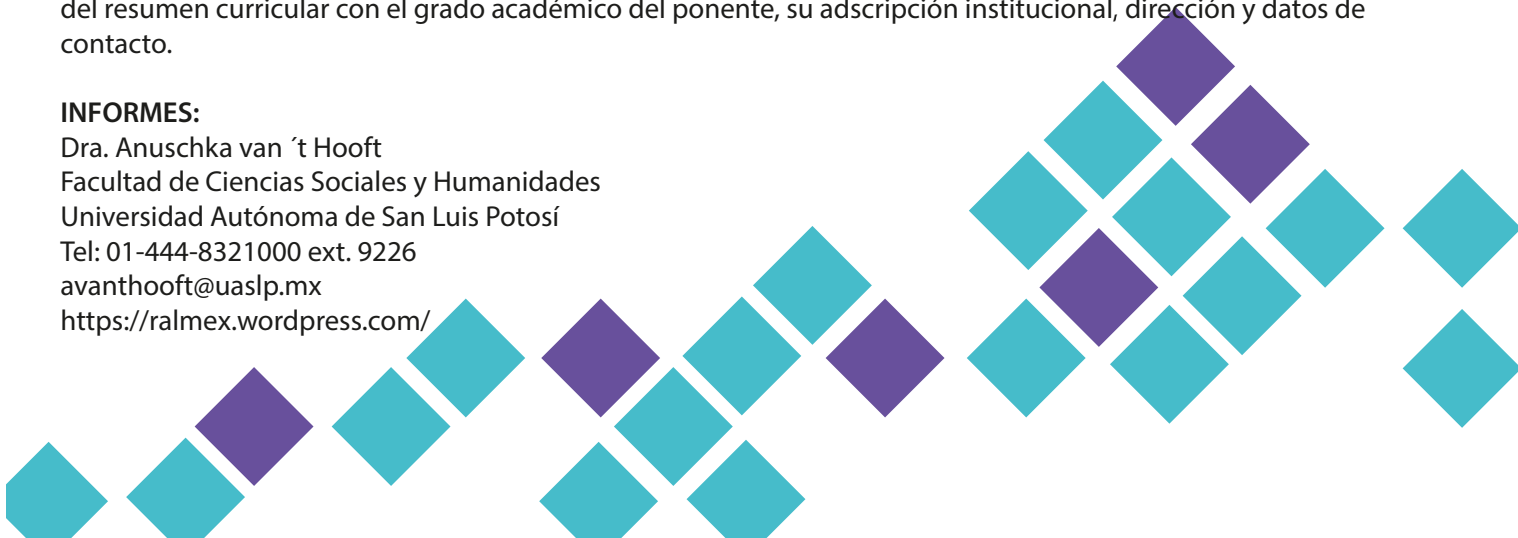 del resumen curricular con el grado académico del ponente, su adscripción institucional, dirección y datos de
contacto.
INFORMES:
Dra. Anuschka van ´t Hooft
Facultad de Ciencias Sociales y Humanidades
Universidad Autónoma de San Luis Potosí
Tel: 01-444-8321000 ext. 9226
avanthooft@uaslp.mx
https://ralmex.wordpress.com/